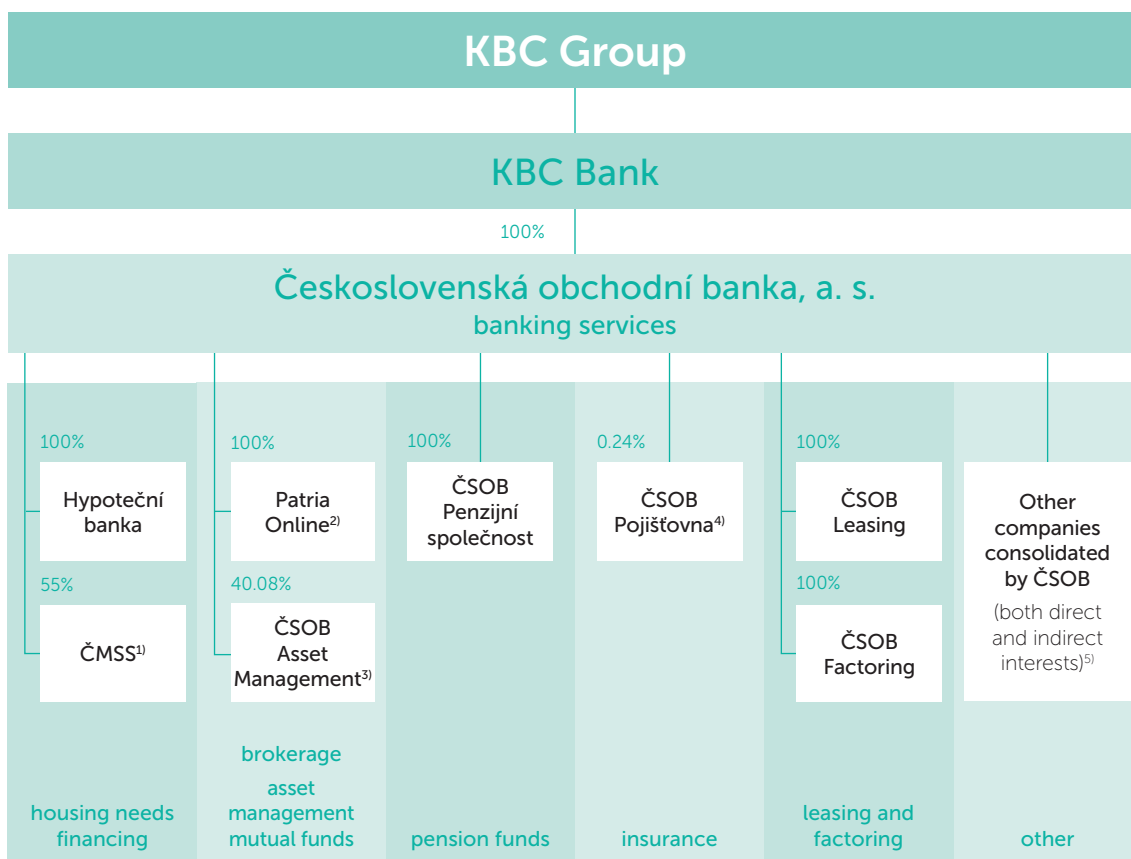 KBC Group
KBC Bank
100%
Československá obchodní banka, a. s.
banking services
100%
Hypoteční
banka
55%
ČMSS1)
housing needs
financing
100%
Patria
Online2)
40.08%
ČSOB
Asset
Management3)
brokerage
asset
management
mutual funds
100%
ČSOB
Penzijní
společnost
pension funds
0.24%
ČSOB
Pojišťovna4)
insurance
100%
ČSOB
Leasing
100%
ČSOB
Factoring
leasing and
factoring
Other
companies
consolidated
by ČSOB
(both direct
and indirect
interests)5)
other